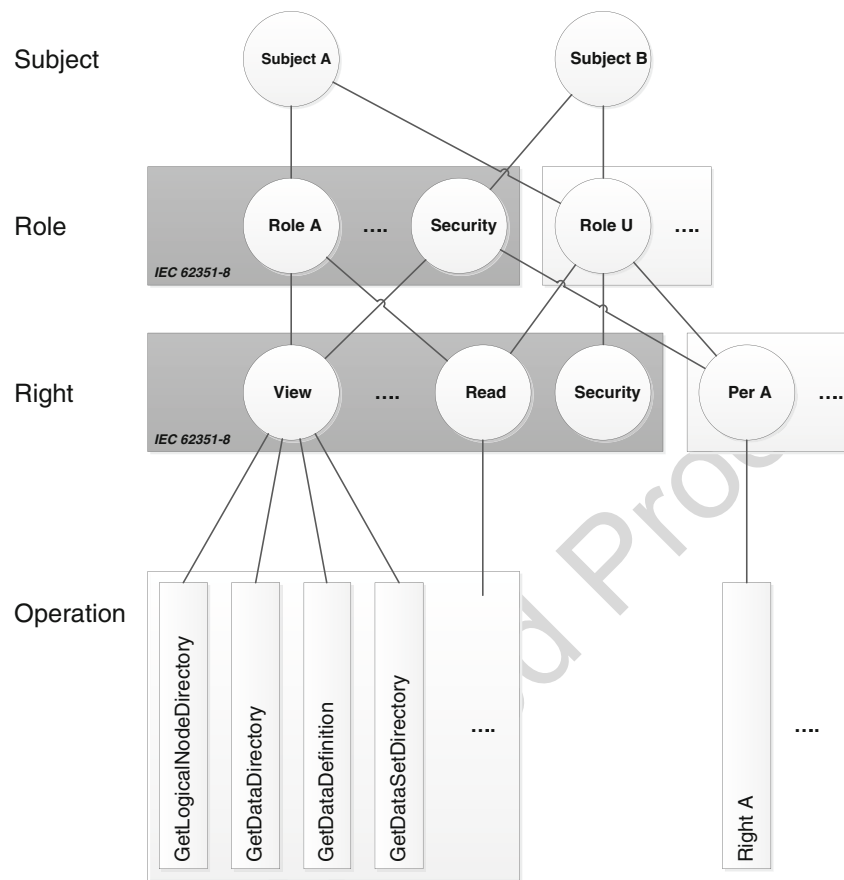 Subject
Subject A
Subject B
Role
Role A
....
Security
Role U
....
IEC 62351-8
Right
View
....
Read
Security
Per A
....
IEC 62351-8
Operation
GetLogicalNodeDirectory
GetDataDirectory
GetDataDefinition
GetDataSetDirectory
....
Right A
....